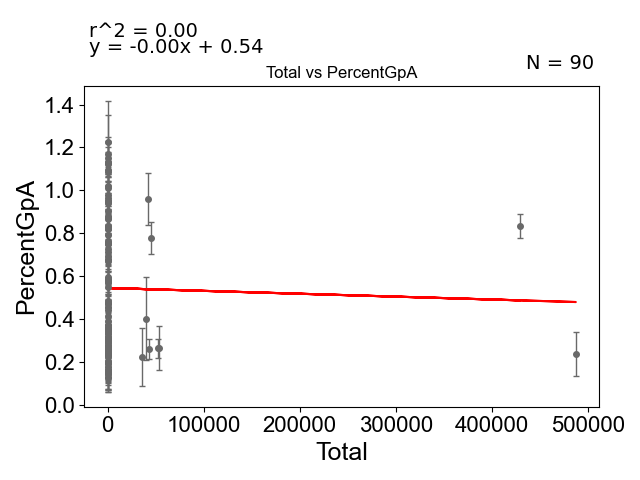 r^2 = 0.00
y = -0.00x + 0.54
N = 90
Total vs PercentGpA
PercentGpA
1.4
1.2
1.0
0.8
0.6
0.4
0.2
0.0
0 100000 200000 300000 400000 500000
Total